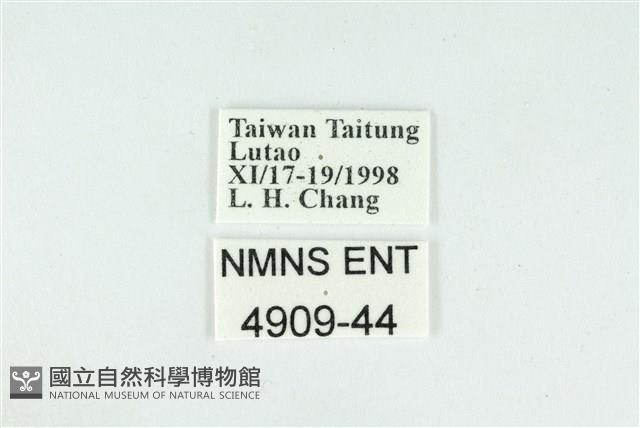 Taiwan Taitung
Lutao
XI/17-19/1998
L. H. Chang
NMNS ENT
4909-44
國立自然科學博物館
NATIONAL MUSEUM OF NATURAL SCIENCE